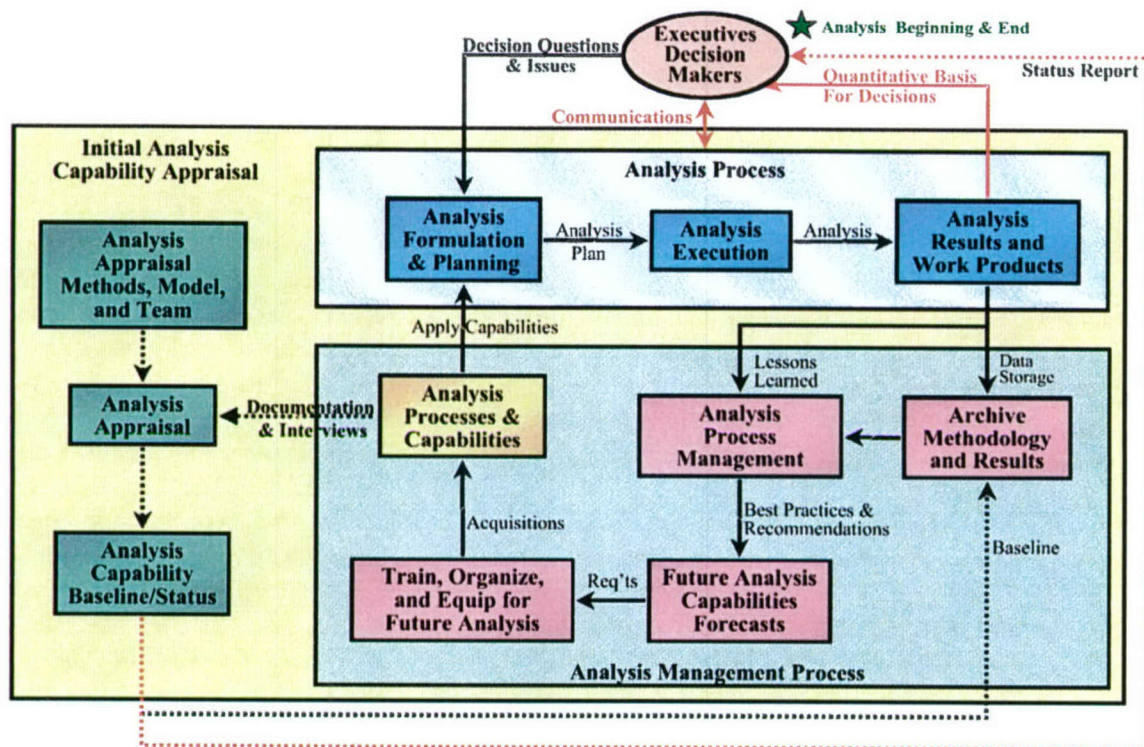 Executives
Decision
Makers
Analysis Beginning & End
Decision Questions
& Issues
Status Report
Quantitative Basis
For Decisions
Communications
Initial Analysis
Capability Appraisal
Analysis Process
Analysis
Formulation
& Planning
Analysis
Plan
Analysis
Execution
Analysis
Analysis
Results and
Work Products
Analysis
Appraisal
Methods, Model,
and Team
Apply Capabilities
Lessons
Learned
Data
Storage
Analysis
Appraisal
Documentation
& Interviews
Analysis
Processes &
Capabilities
Analysis
Process
Management
Archive
Methodology
and Results
Acquisitions
Best Practices &
Recommendations
Baseline
Analysis
Capability
Baseline/Status
Train, Organize,
and Equip for
Future Analysis
Req'ts
Future Analysis
Capabilities
Forecasts
Analysis Management Process